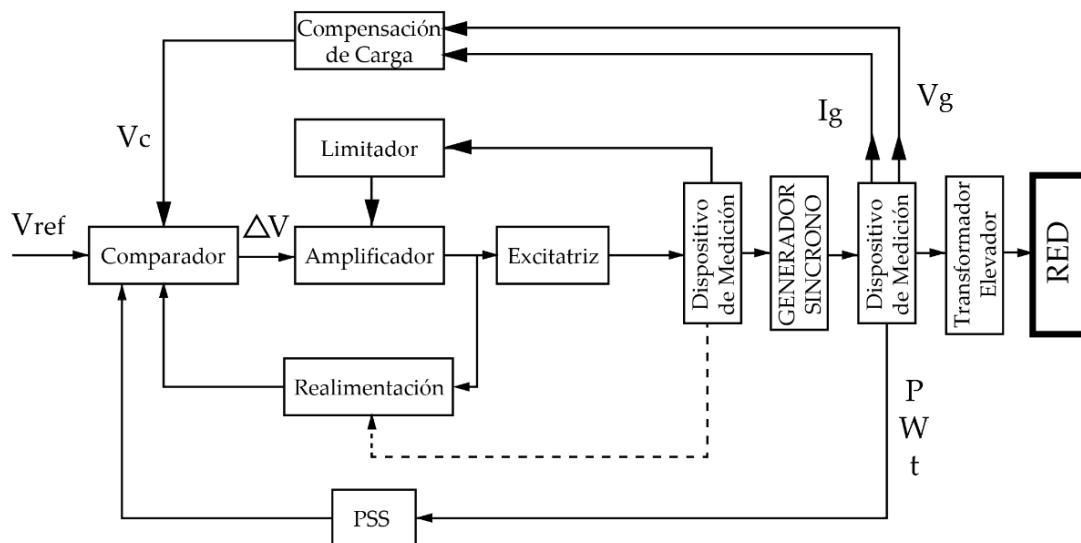 Compensación
de Carga
Vc
Ig
Vg
Limitador
Vref
Comparador
ΔV
Amplificador
Excitatriz
Dispositivo
de Medición
GENERADOR
SINCRONO
Dispositivo
de Medición
Transformador
Elevador
RED
Realimentación
P
W
t
PSS